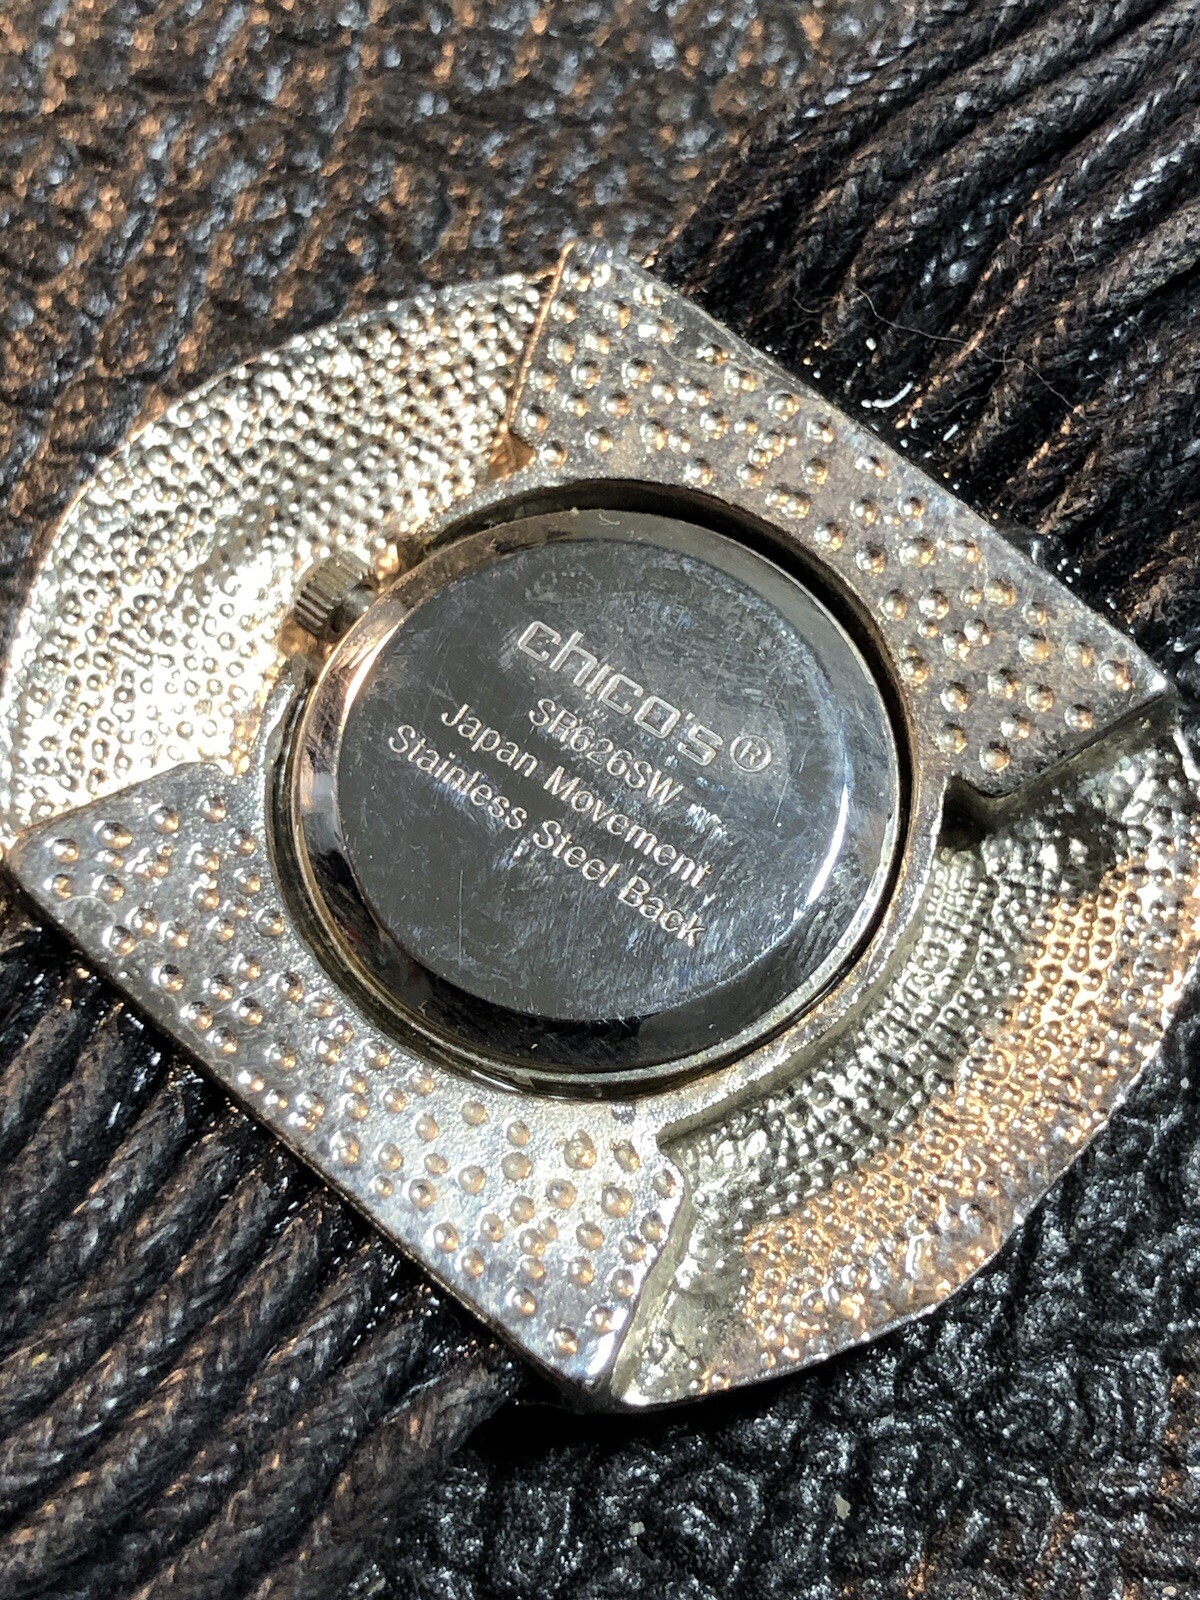 chico's®
SR626SW
Japan Movement
Stainless Steel Back